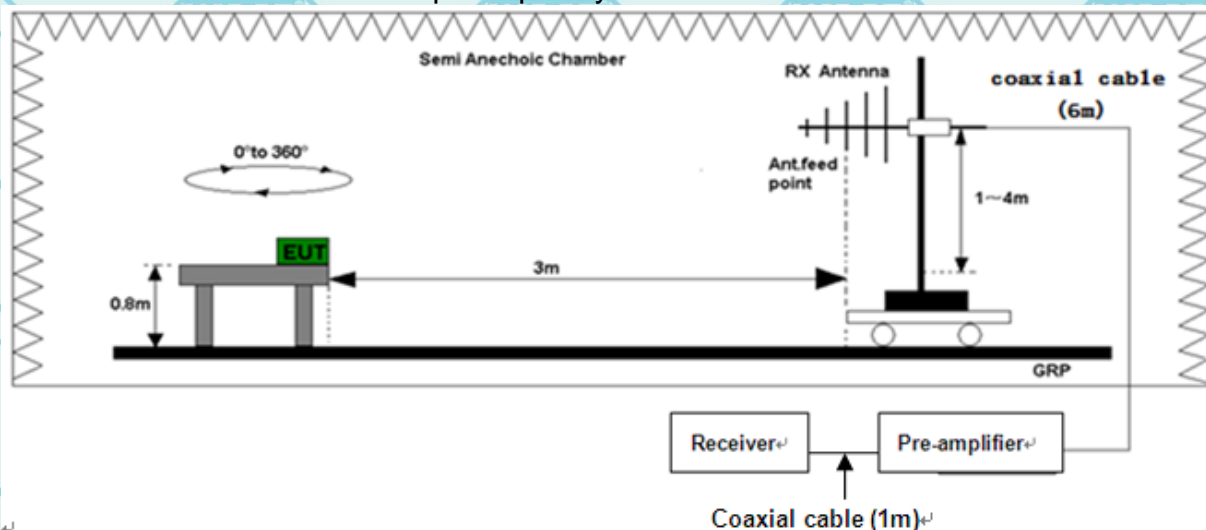 Semi Anechoic Chamber
RX Antenna
coaxial cable
(6m)
0°to 360°
Ant.feed
point
1～4m
EUT
3m
0.8m
GRP
Receiver↵
Pre-amplifier↵
Coaxial cable (1m)↵